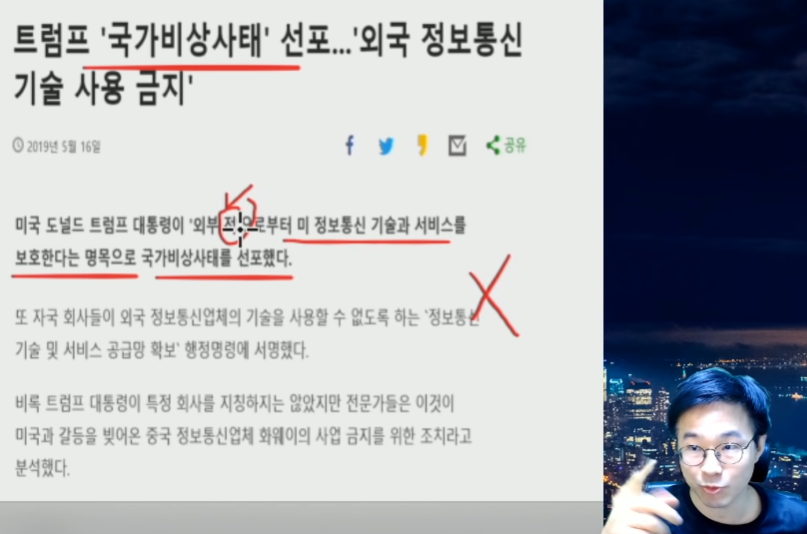 트럼프 '국가비상사태' 선포...'외국 정보통신
기술 사용 금지'
2019년 5월 16일
공유
미국 도널드 트럼프 대통령이 '외부 적으로부터 미 정보통신 기술과 서비스를
보호한다는 명목으로 국가비상사태를 선포했다.
또 자국 회사들이 외국 정보통신업체의 기술을 사용할 수 없도록 하는 `정보통신
기술 및 서비스 공급망 확보` 행정명령에 서명했다.
비록 트럼프 대통령이 특정 회사를 지칭하지는 않았지만 전문가들은 이것이
미국과 갈등을 빚어온 중국 정보통신업체 화웨이의 사업 금지를 위한 조치라고
분석했다.